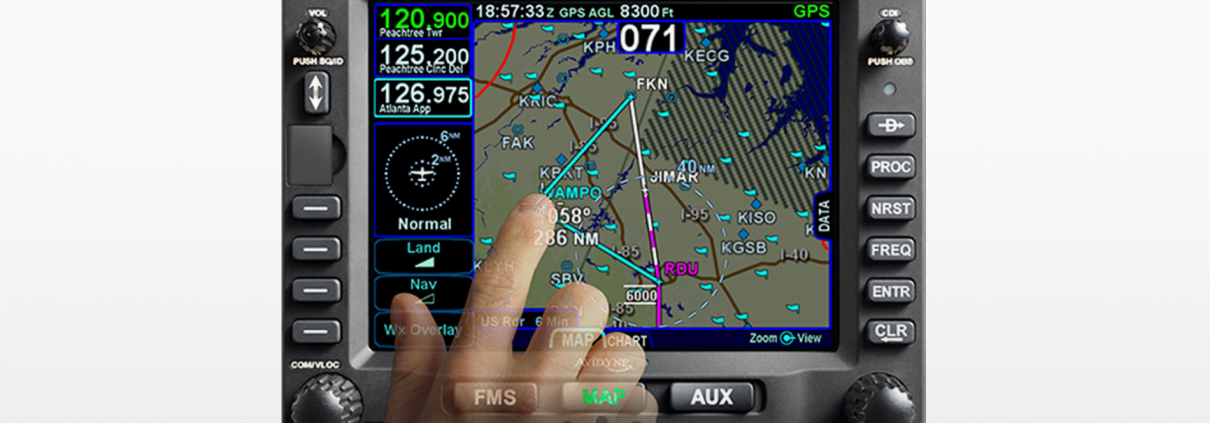 VOL
PUSH SQ/ID
120.900
Peachtree Twr
125.200
Peachtree Clnc Del
126.975
Atlanta App
6NM
2NM
Normal
Land
Nav
Wx Overlay
COM/VLOC
18:57:33Z GPS AGL 8300Ft
GPS
071
KPH
KECG
FKN
KRIC
I-95
FAK
I-85
40NM
KN
JIMAR
WAMPO
058°
286 NM
I-95
KISO
DATA
KGSB
I-85
I-40
KLYH
RDU
SBV
6000
-85
US Rdr 6 Min
MAP
CHART
Zoom
View
AVIDYNE
FMS
MAP
AUX
CDI
PUSH OBS
D
PROC
NRST
FREQ
ENTR
CLR